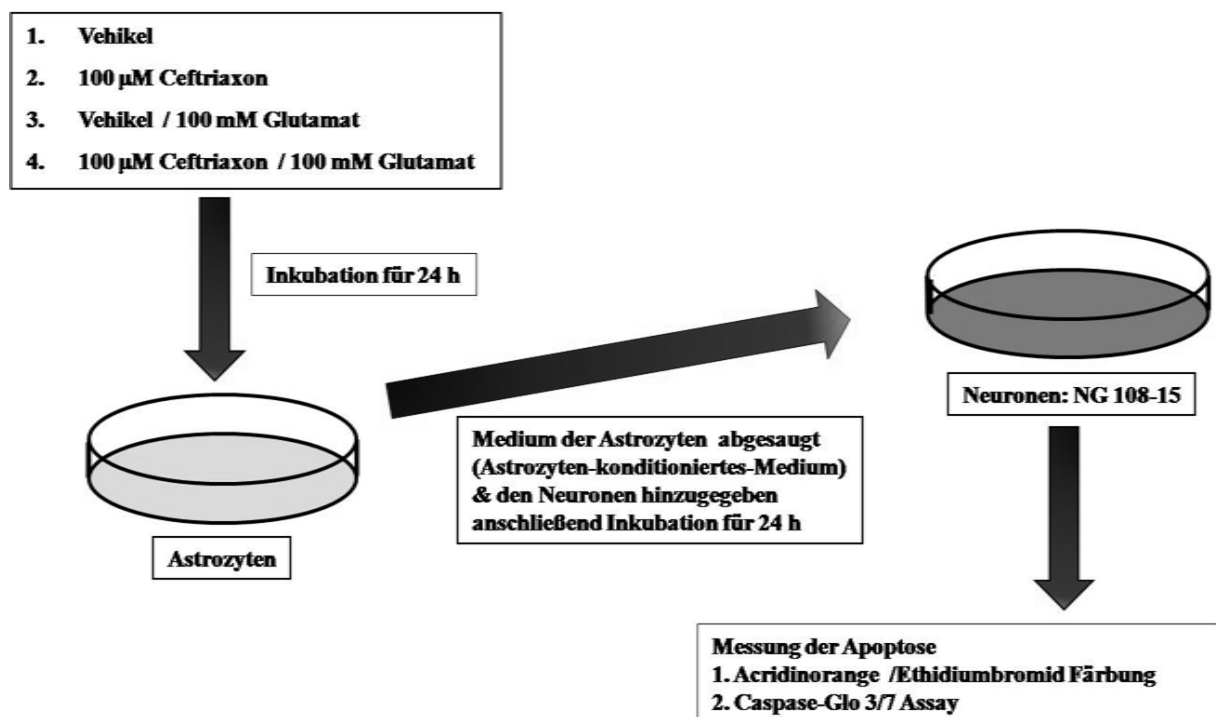 1. Vehikel
2. 100 µM Ceftriaxon
3. Vehikel / 100 mM Glutamat
4. 100 µM Ceftriaxon / 100 mM Glutamat
Inkubation für 24 h
Astrozyten
Medium der Astrozyten abgesaugt
(Astrozyten-konditioniertes-Medium)
& den Neuronen hinzugegeben
anschließend Inkubation für 24 h
Neuronen: NG 108-15
Messung der Apoptose
1. Acridinorange /Ethidiumbromid Färbung
2. Caspase-Glo 3/7 Assay